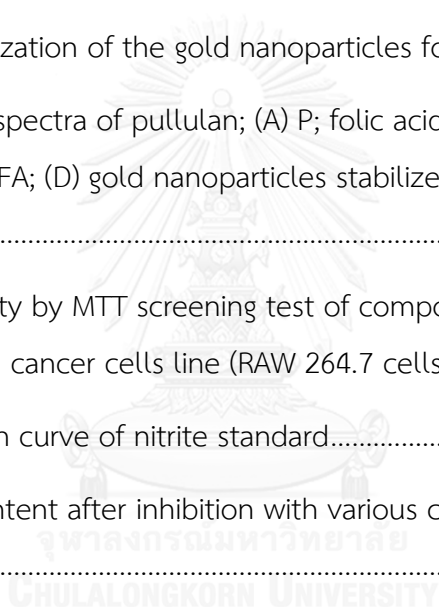 ization of the gold nanoparticles fo
spectra of pullulan; (A) P; folic acid
FA; (D) gold nanoparticles stabilize
................................................
ty by MTT screening test of compo
cancer cells line (RAW 264.7 cells
n curve of nitrite standard..................
ntent after inhibition with various c
จุฬาลงกรณ์มหาวิทยาลัย
................................................
CHULALONGKORN UNIVERSITY